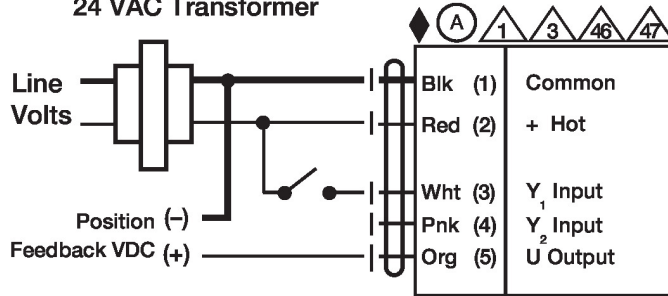 24 VAC Transformer
A 1 3 46 47
Line
Volts
Blk (1) Common
Red (2) + Hot
Wht (3) Y1 Input
Position (–)
Pnk (4) Y2 Input
Feedback VDC (+)
Org (5) U Output